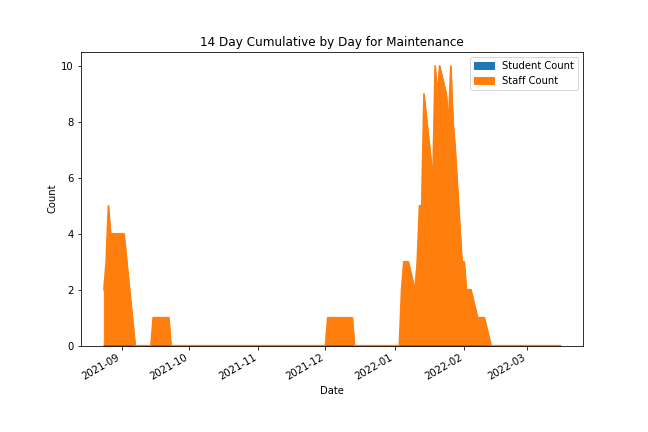 14 Day Cumulative by Day for Maintenance
Student Count
Staff Count
10
8
6
4
2
0
Count
2021-09
2021-10
2021-11
2021-12
2022-01
2022-02
2022-03
Date